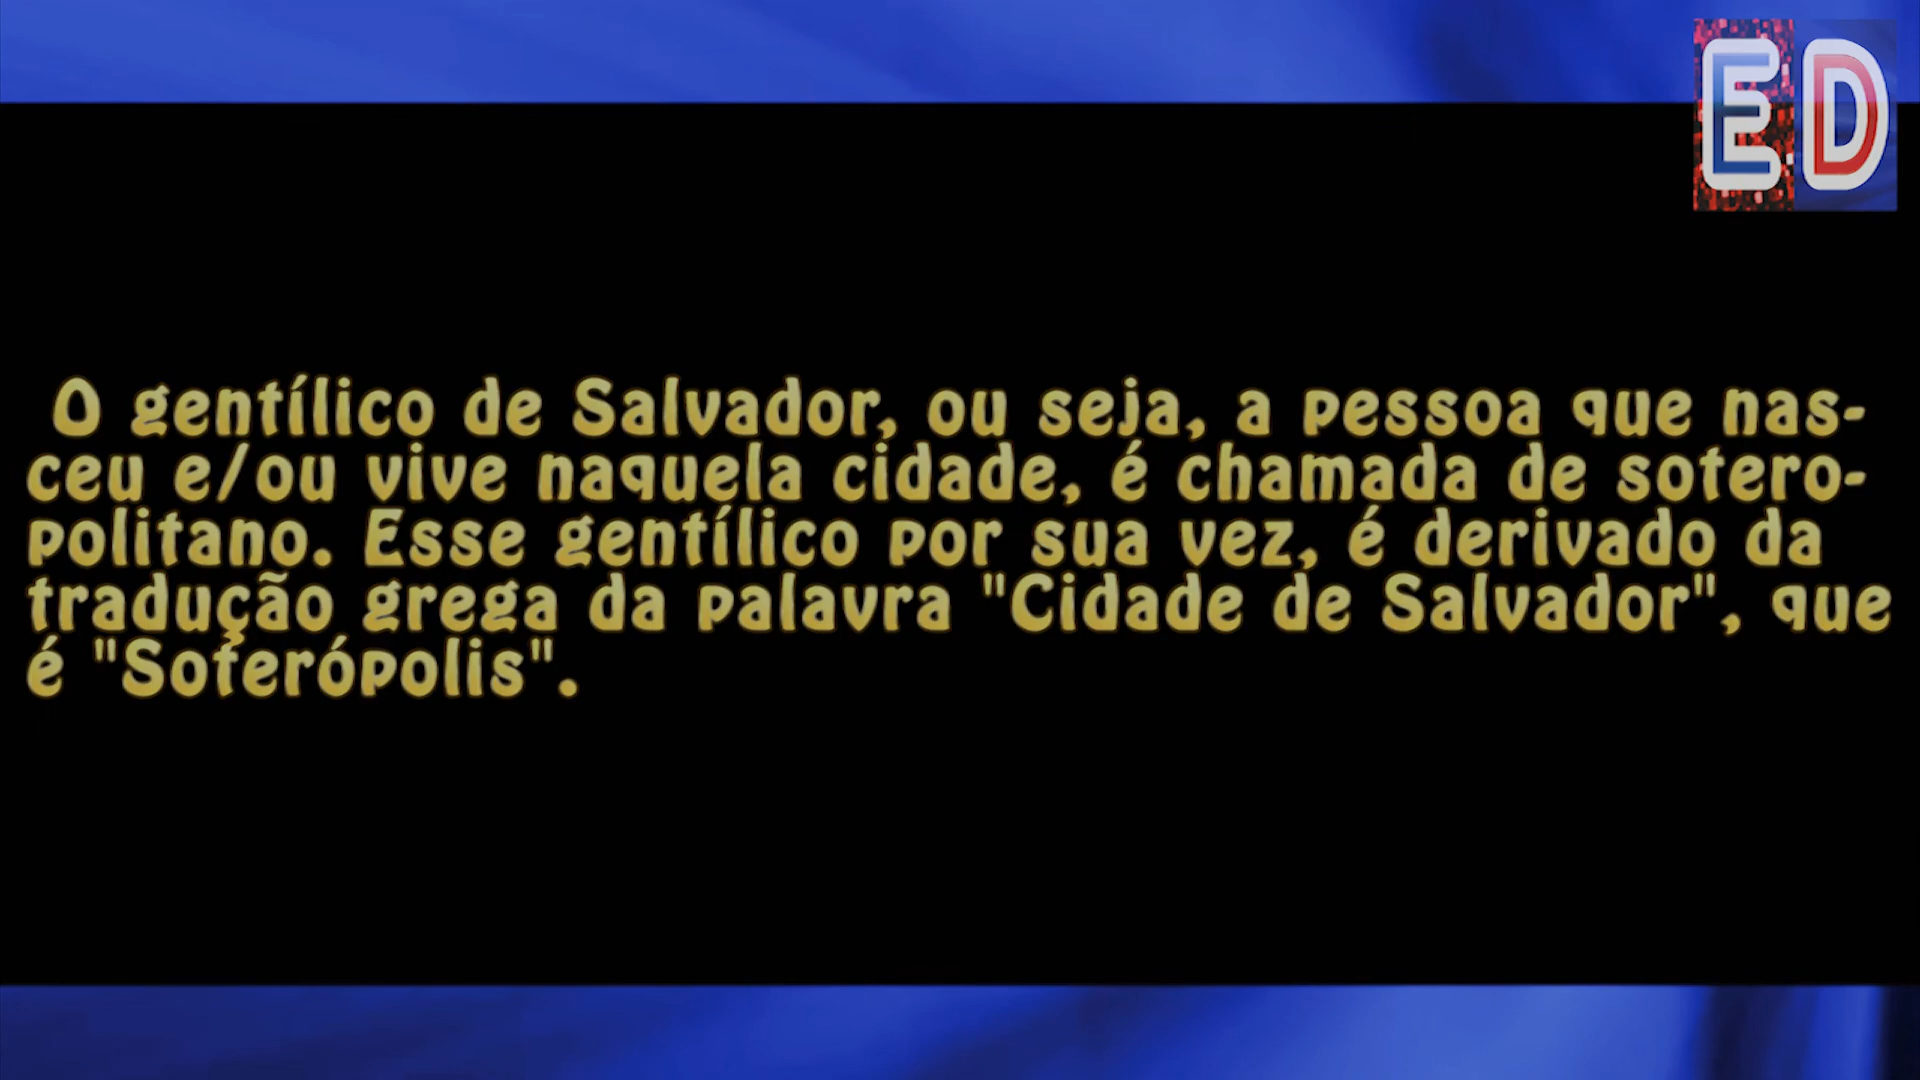 ED
O gentílico de Salvador, ou seja, a pessoa que nas-
ceu e/ou vive naquela cidade, é chamada de sotero-
politano. Esse gentílico por sua vez, é derivado da
tradução grega da palavra "Cidade de Salvador", que
é "Soterópolis".